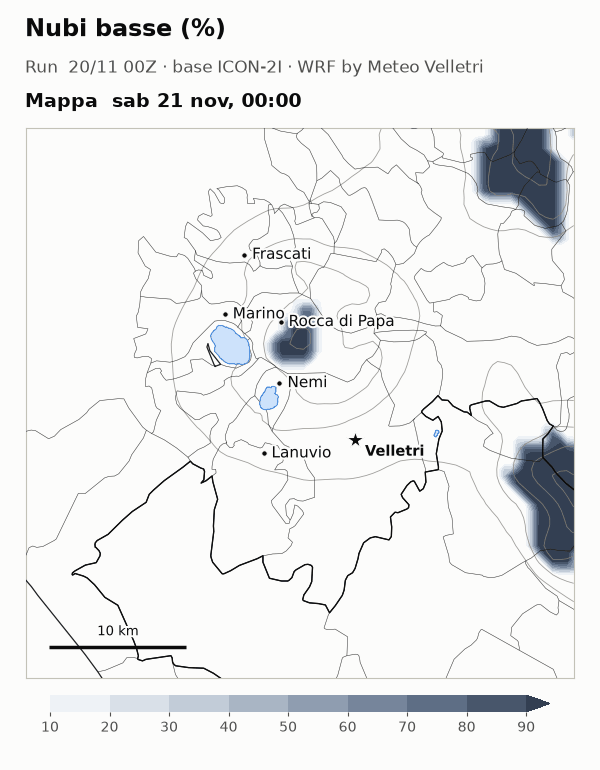 Nubi basse (%)
Run  20/11 00Z · base ICON-2I · WRF by Meteo Velletri
Mappa  sab 21 nov, 00:00
Frascati
Marino
Rocca di Papa
Nemi
Velletri
Lanuvio
10 km
10 20 30 40 50 60 70 80 90